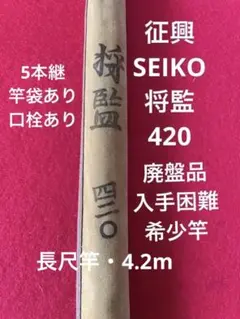 征興
SEIKO
将監
420
廃盤品
入手困難
希少竿
5本継
竿袋あり
口栓あり
将監
四二〇
長尺竿・4.2m